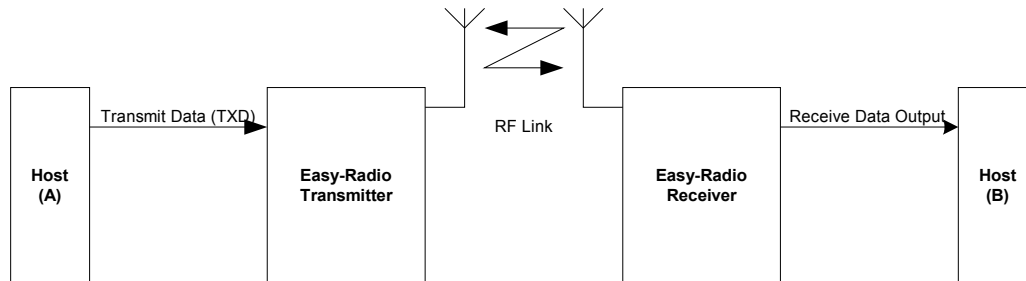 Transmit Data (TXD)
RF Link
Receive Data Output
Host
(A)
Easy-Radio
Transmitter
Easy-Radio
Receiver
Host
(B)